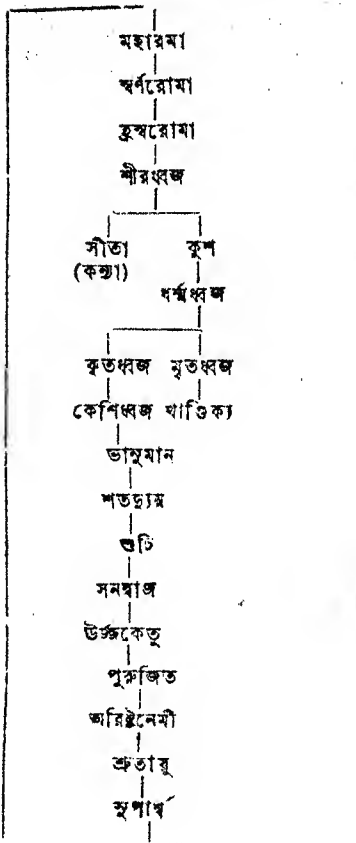 মহারমা
স্বর্ণরোমা
হ্রস্বরোমা
শীরধ্বজ
সীতা কুশ
(কন্যা)
ধর্ম্মধ্বজ
কৃতধ্বজ মৃতধ্বজ
কেশিধ্বজ খাণ্ডিক্য
ভানুমান
শতদ্যুম্ন
শুচি
সনদ্বাজ
ঊর্জ্জকেতু
পুরুজিত
অরিষ্টনেমী
শ্রুতায়ু
সুপার্শ্ব